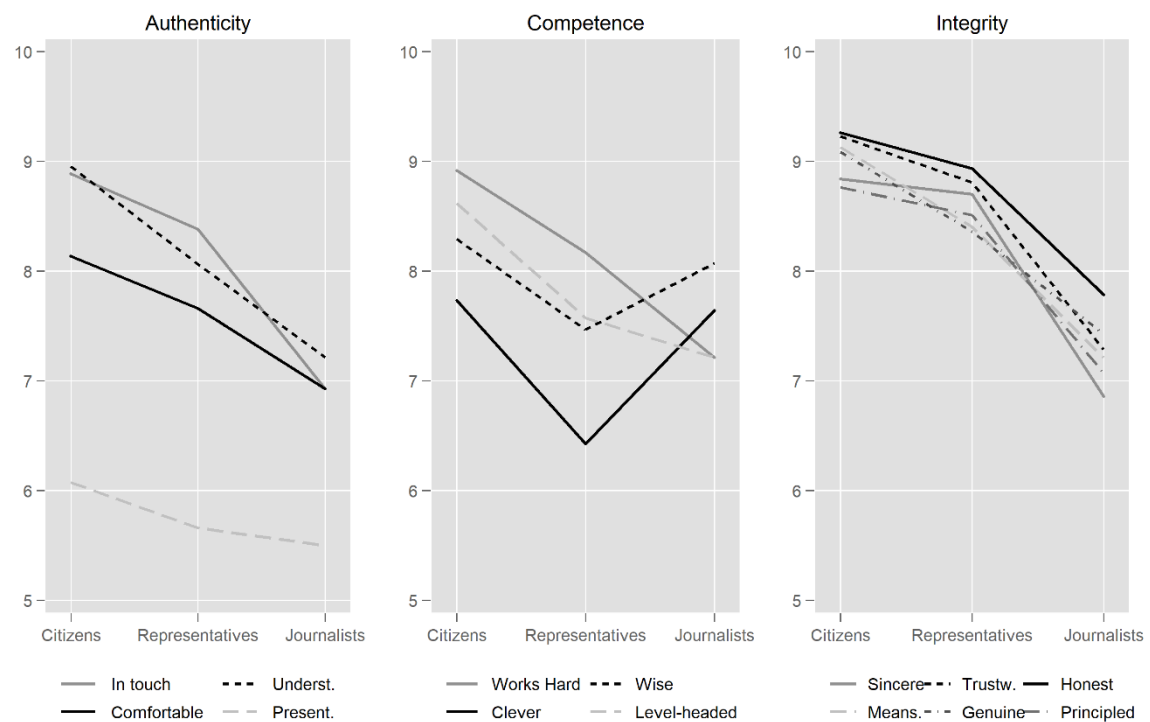 Authenticity
10
9
8
7
6
5
Citizens Representatives Journalists
In touch Underst.
Comfortable Present.
Competence
10
9
8
7
6
5
Citizens Representatives Journalists
Works Hard Wise
Clever Level-headed
Integrity
10
9
8
7
6
5
Citizens Representatives Journalists
Sincere Trustw. Honest
Means. Genuine Principled